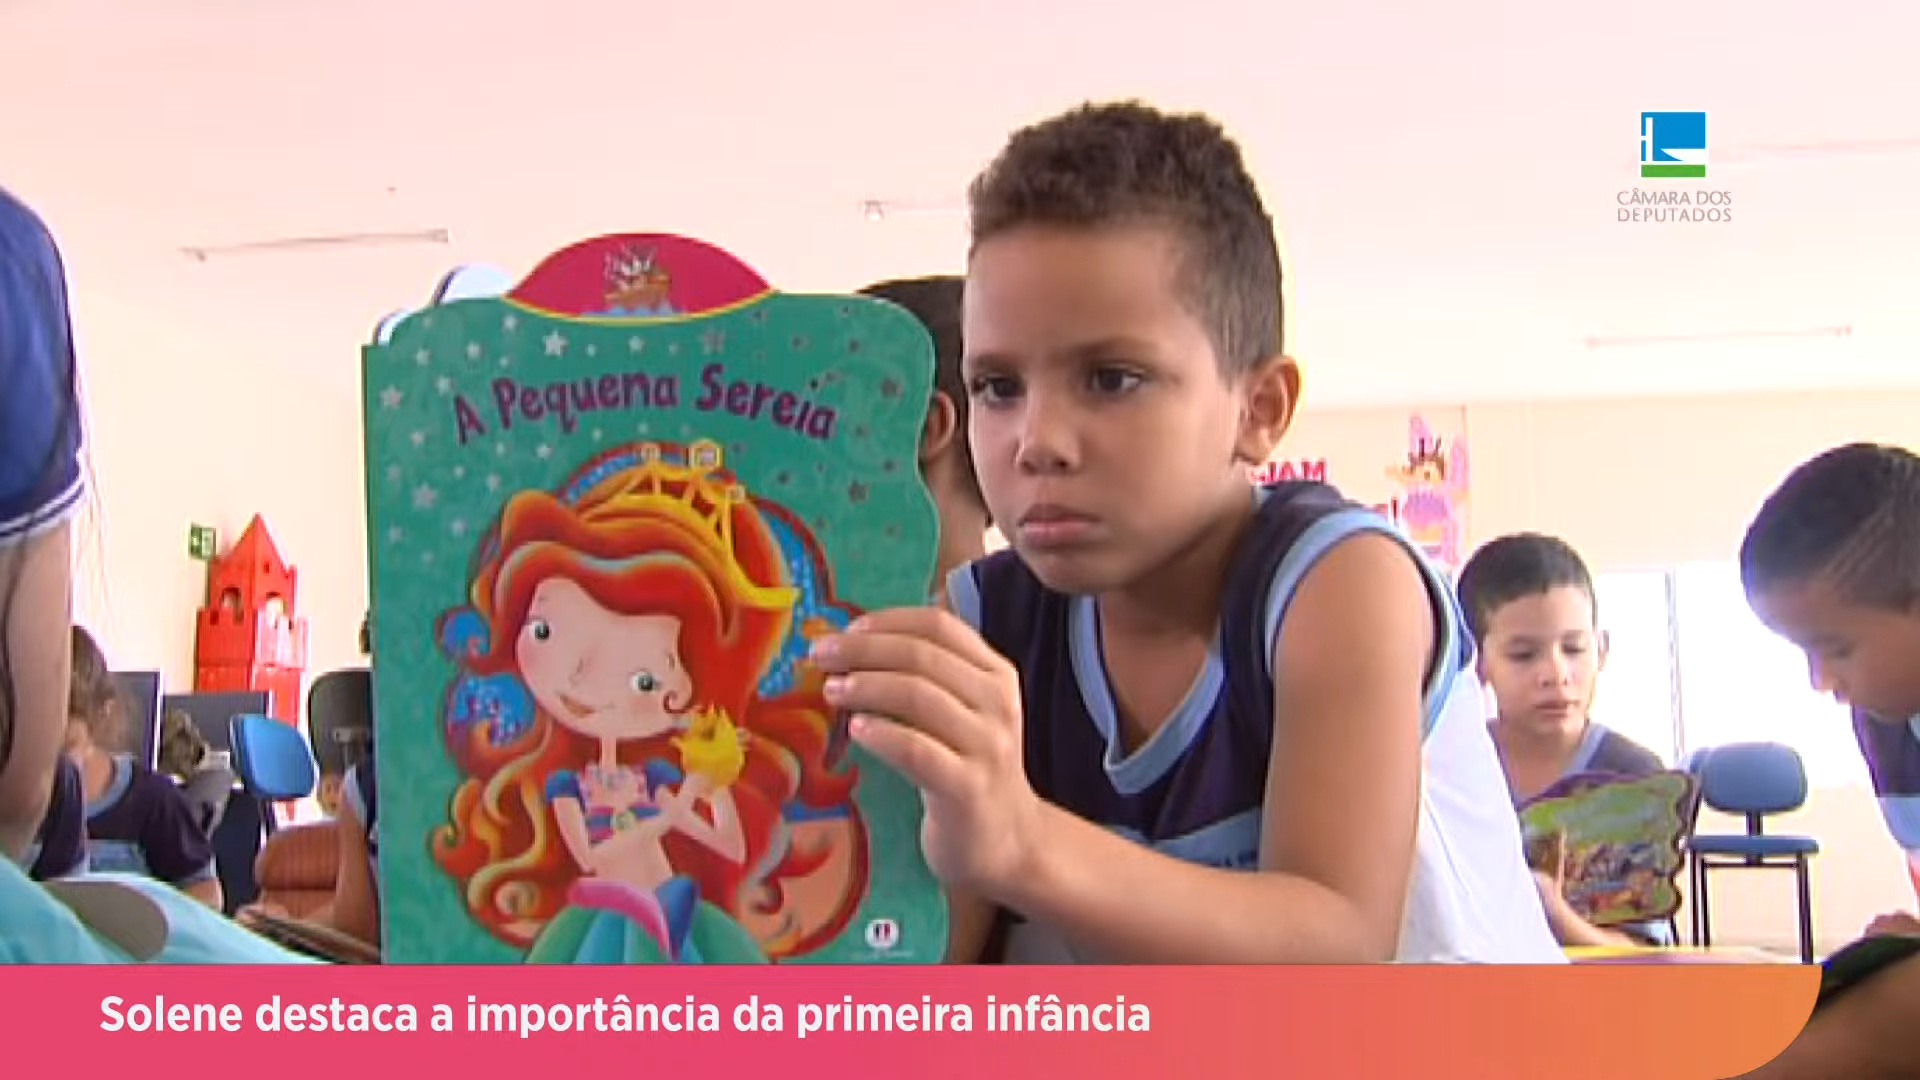 CÂMARA DOS
DEPUTADOS
A Pequena Sereia
Solene destaca a importância da primeira infância